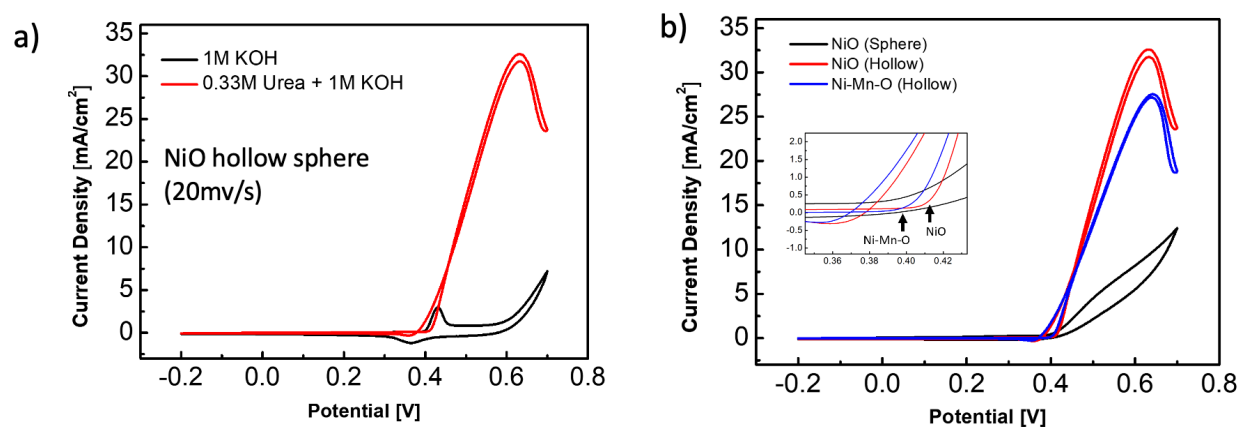 a)
Current Density [mA/cm²]
35
30
25
20
15
10
5
0
1M KOH
0.33M Urea + 1M KOH
NiO hollow sphere
(20mv/s)
-0.2
0.0
0.2
0.4
0.6
0.8
Potential [V]
b)
Current Density [mA/cm²]
35
30
25
20
15
10
5
0
NiO (Sphere)
NiO (Hollow)
Ni-Mn-O (Hollow)
2.0
1.5
1.0
0.5
0.0
-0.5
-1.0
Ni-Mn-O
NiO
0.36
0.38
0.40
0.42
-0.2
0.0
0.2
0.4
0.6
0.8
Potential [V]